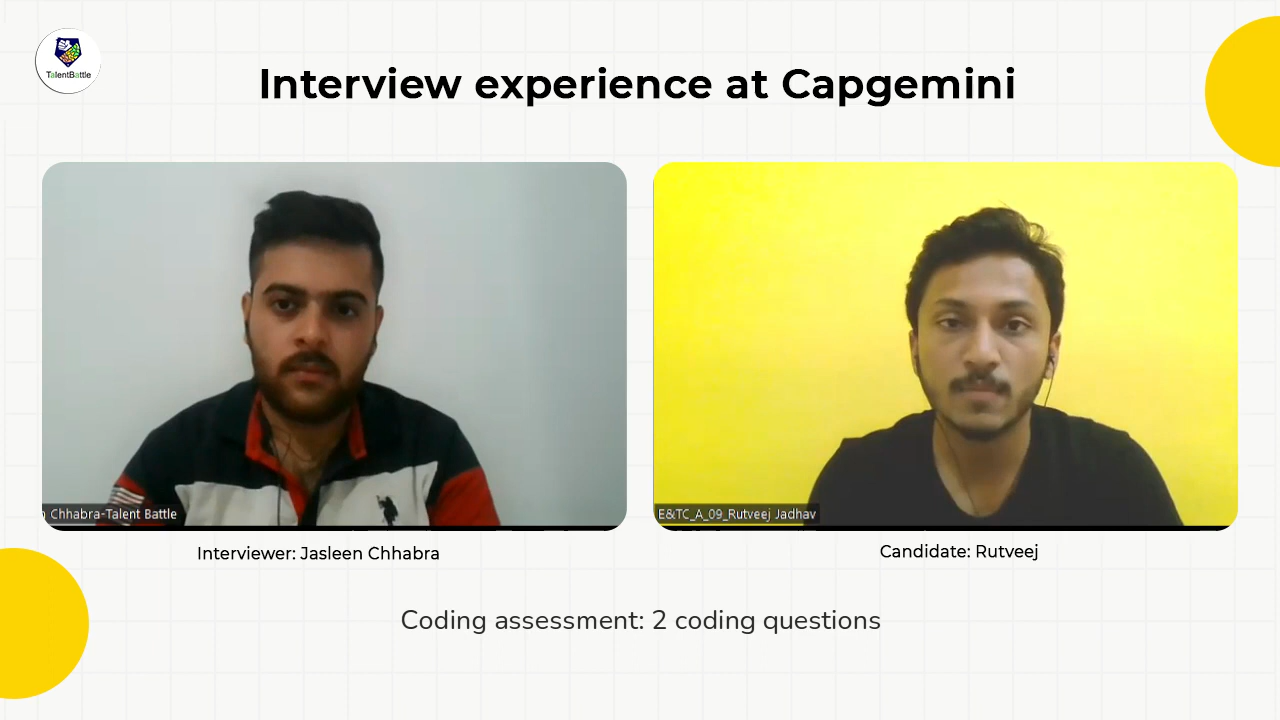 TalentBattle
Interview experience at Capgemini
Chhabra-Talent Battle
E&TC_A_09_Rutveej Jadhav
Interviewer: Jasleen Chhabra
Candidate: Rutveej
Coding assessment: 2 coding questions